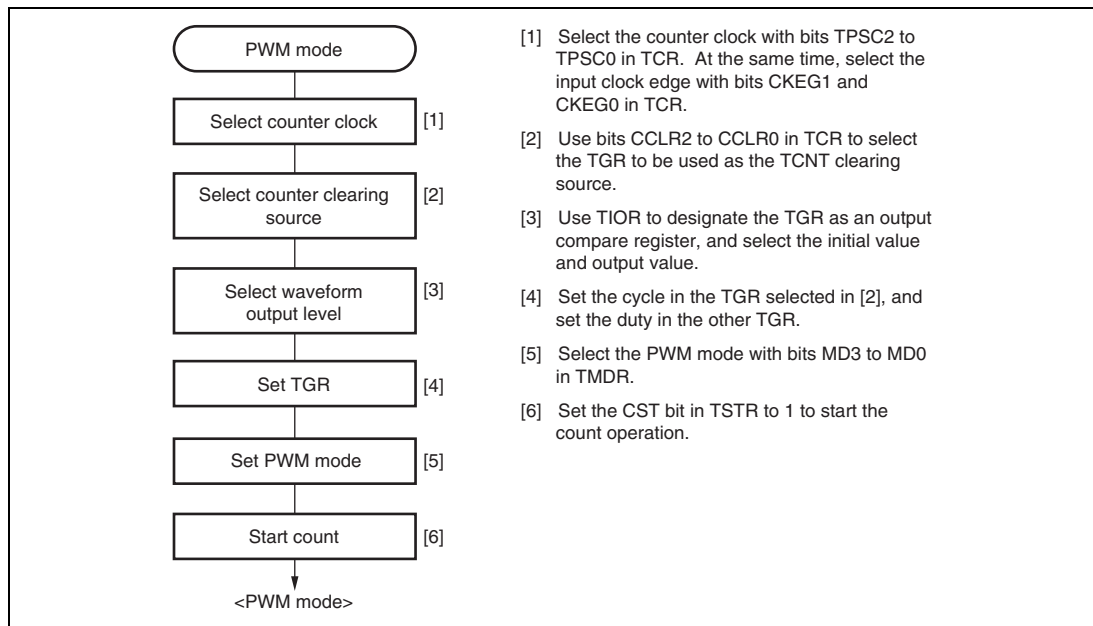 PWM mode
Select counter clock [1]
Select counter clearing [2]
source
Select waveform [3]
output level
Set TGR [4]
Set PWM mode [5]
Start count [6]
<PWM mode>
[1] Select the counter clock with bits TPSC2 to
TPSC0 in TCR. At the same time, select the
input clock edge with bits CKEG1 and
CKEG0 in TCR.
[2] Use bits CCLR2 to CCLR0 in TCR to select
the TGR to be used as the TCNT clearing
source.
[3] Use TIOR to designate the TGR as an output
compare register, and select the initial value
and output value.
[4] Set the cycle in the TGR selected in [2], and
set the duty in the other TGR.
[5] Select the PWM mode with bits MD3 to MD0
in TMDR.
[6] Set the CST bit in TSTR to 1 to start the
count operation.